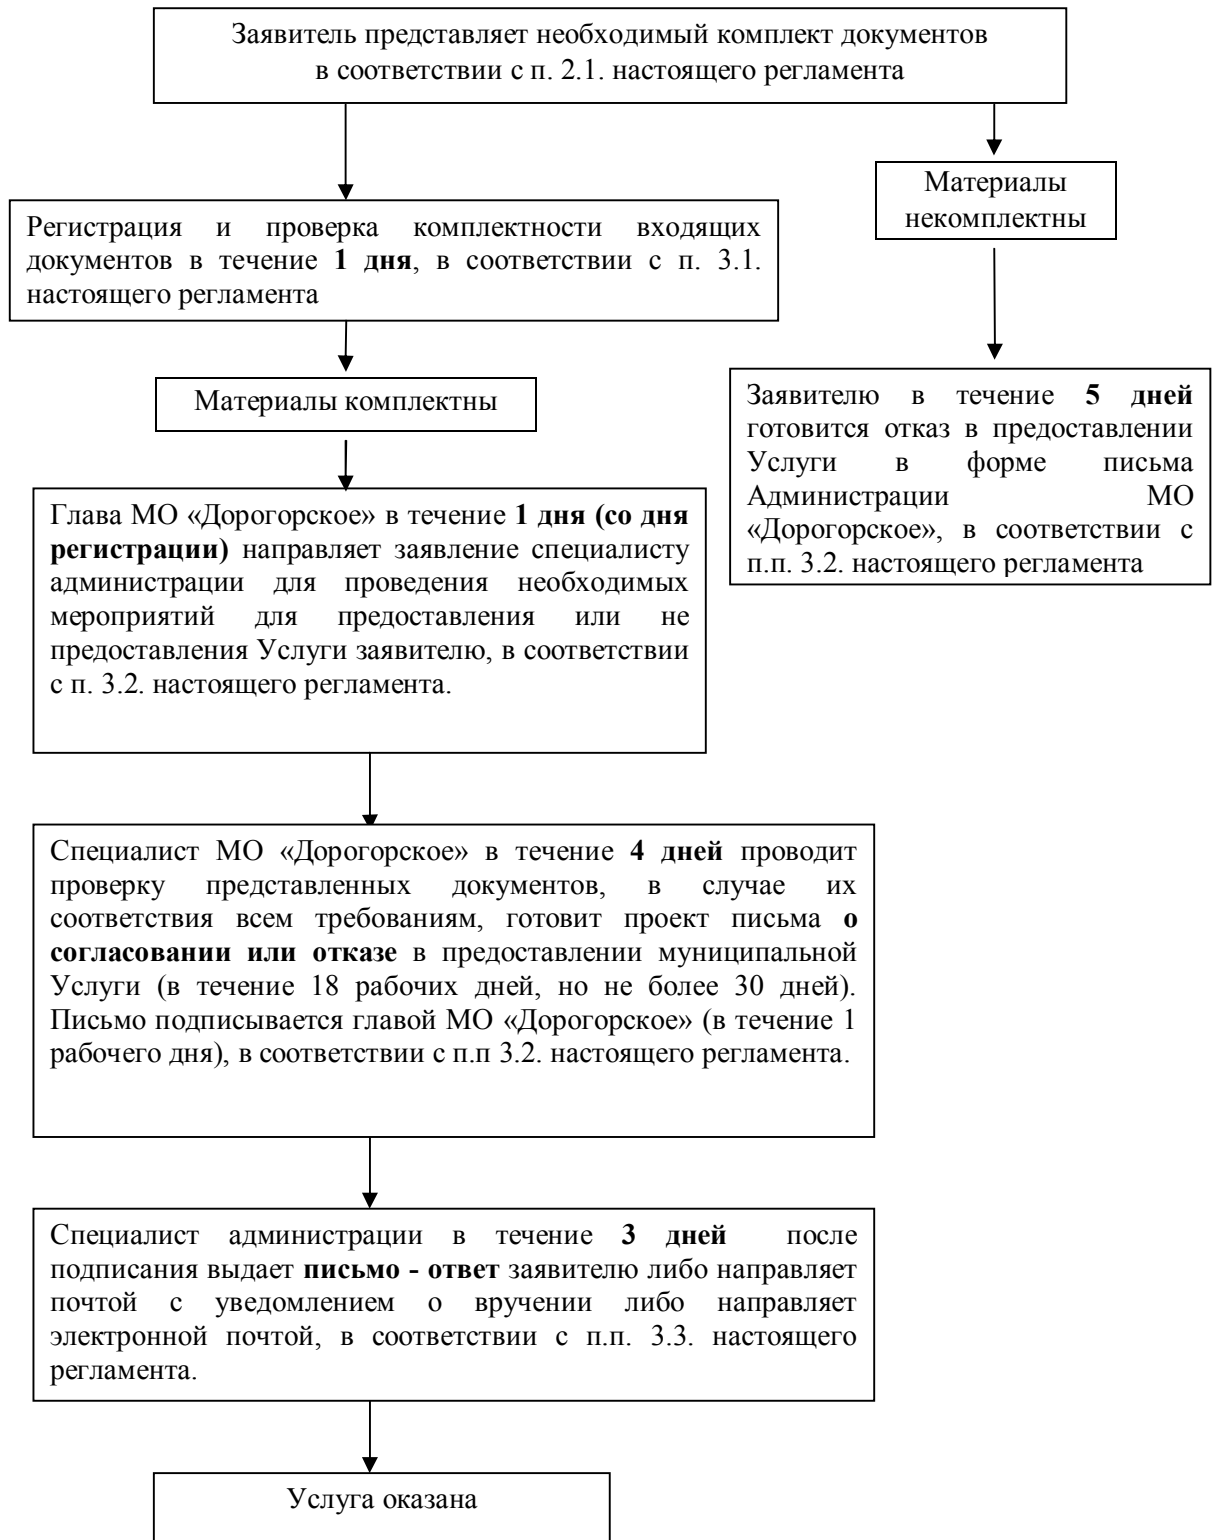 Заявитель представляет необходимый комплект документов
в соответствии с п. 2.1. настоящего регламента
Материалы
некомплектны
Регистрация и проверка комплектности входящих
документов в течение 1 дня, в соответствии с п. 3.1.
настоящего регламента
Материалы комплектны
Заявителю в течение 5 дней
готовится отказ в предоставлении
Услуги в форме письма
Администрации МО
«Дорогорское», в соответствии с
п.п. 3.2. настоящего регламента
Глава МО «Дорогорское» в течение 1 дня (со дня
регистрации) направляет заявление специалисту
администрации для проведения необходимых
мероприятий для предоставления или не
предоставления Услуги заявителю, в соответствии
с п. 3.2. настоящего регламента.
Специалист МО «Дорогорское» в течение 4 дней проводит
проверку представленных документов, в случае их
соответствия всем требованиям, готовит проект письма о
согласовании или отказе в предоставлении муниципальной
Услуги (в течение 18 рабочих дней, но не более 30 дней).
Письмо подписывается главой МО «Дорогорское» (в течение 1
рабочего дня), в соответствии с п.п 3.2. настоящего регламента.
Специалист администрации в течение 3 дней после
подписания выдает письмо - ответ заявителю либо направляет
почтой с уведомлением о вручении либо направляет
электронной почтой, в соответствии с п.п. 3.3. настоящего
регламента.
Услуга оказана